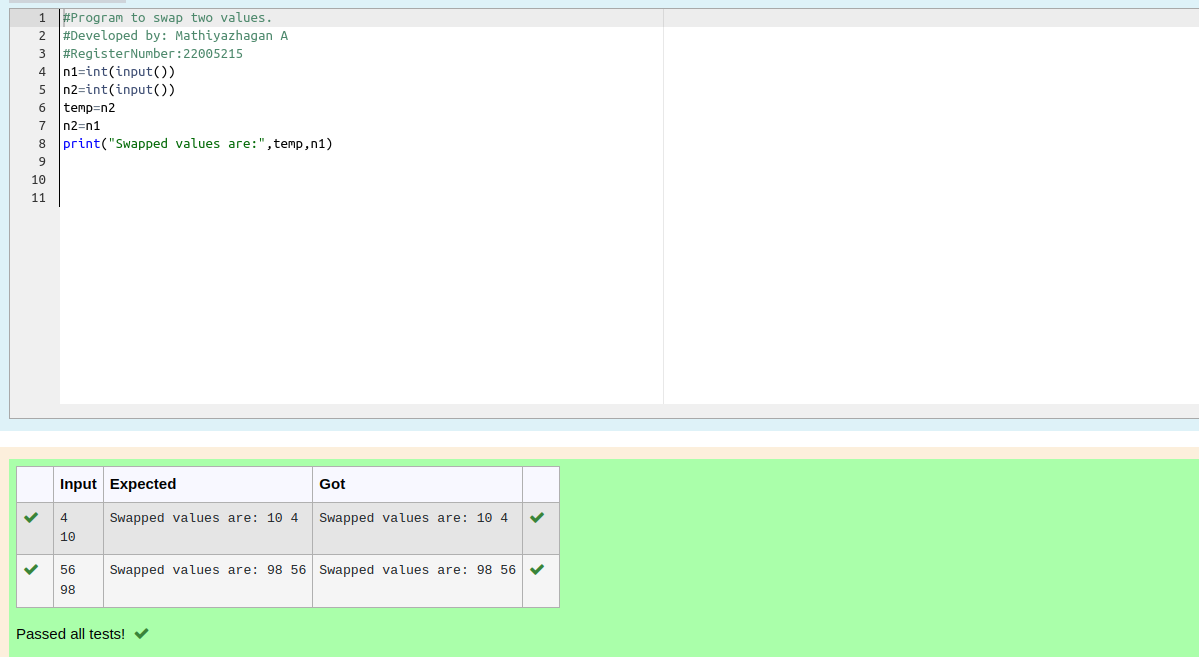 1 #Program to swap two values.
2 #Developed by: Mathiyazhagan A
3 #RegisterNumber:22005215
4 n1=int(input())
5 n2=int(input())
6 temp=n2
7 n2=n1
8 print("Swapped values are:",temp,n1)
9
10
11
Input Expected Got
4 Swapped values are: 10 4 Swapped values are: 10 4
10
56 Swapped values are: 98 56 Swapped values are: 98 56
98
Passed all tests!